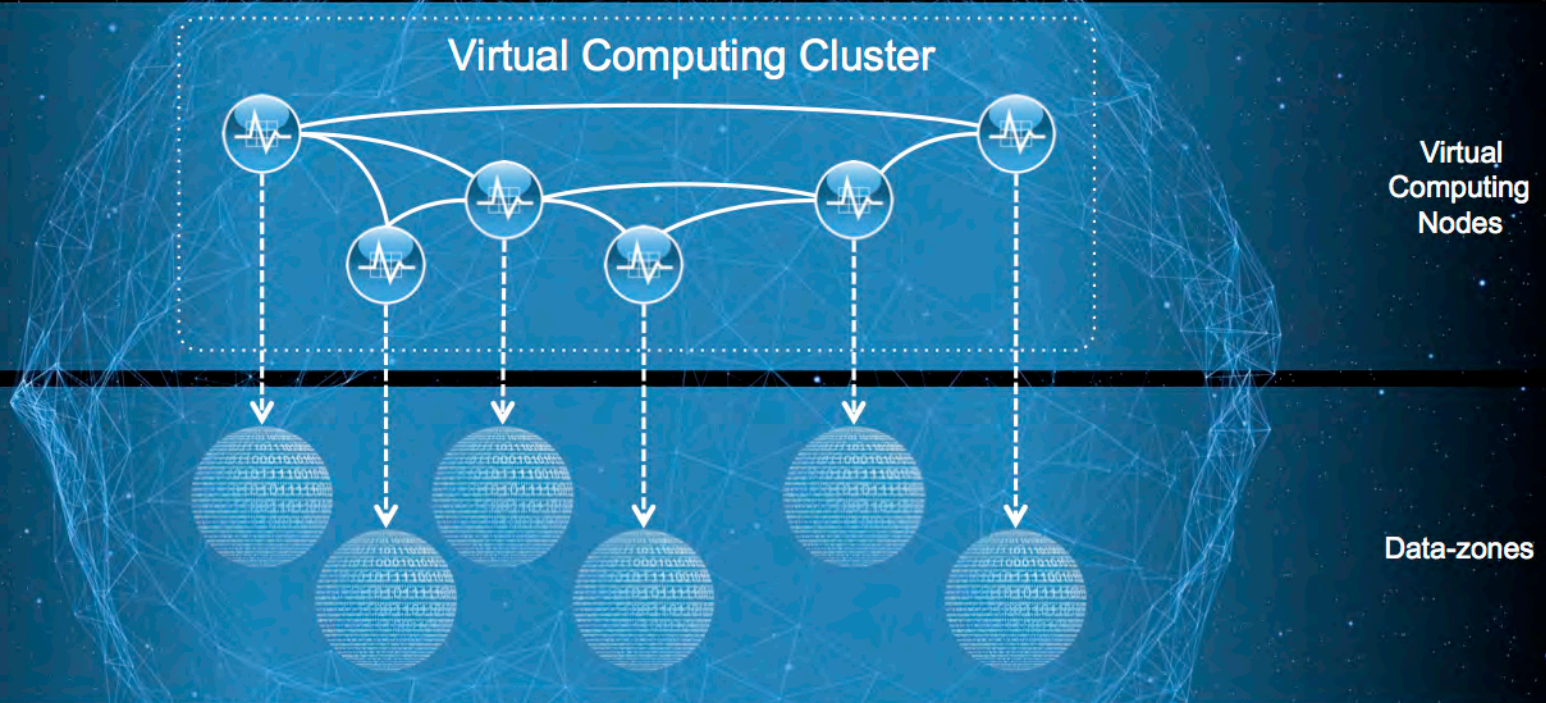 Virtual Computing Cluster
Virtual
Computing
Nodes
Data-zones